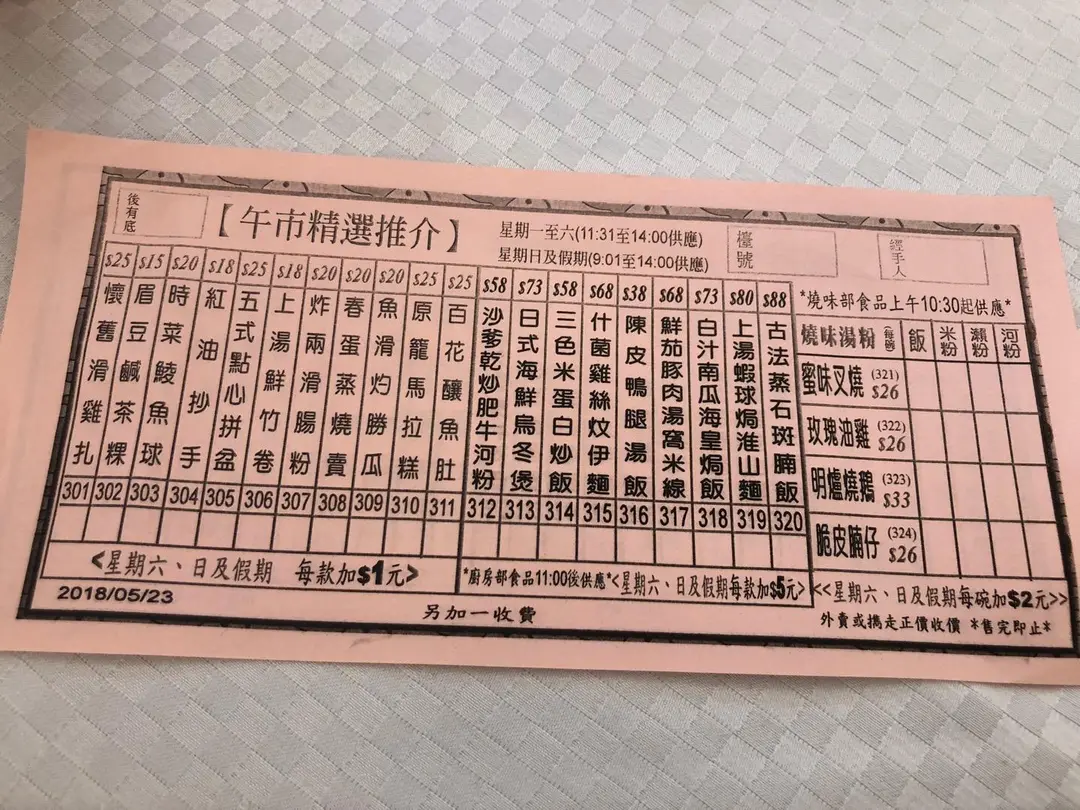 後有底
【午市精選推介】
星期一至六(11:31至14:00供應)
星期日及假期(9:01至14:00供應)
檯號
經手人
$25 懷舊滑雞扎 301
$15 眉豆鹹茶粿 302
$20 時菜鯪魚球 303
$18 紅油抄手 304
$25 五式點心拼盆 305
$18 上湯鮮竹卷 306
$20 炸兩滑腸粉 307
$20 春蛋蒸燒賣 308
$20 魚滑灼勝瓜 309
$25 原籠馬拉糕 310
$25 百花釀魚肚 311
$58 沙爹乾炒肥牛河粉 312
$73 日式海鮮烏冬煲 313
$58 三色米蛋白炒飯 314
$68 什菌雞絲炆伊麵 315
$38 陳皮鴨腿湯飯 316
$68 鮮茄豚肉湯窩米線 317
$73 白汁南瓜海皇焗飯 318
$80 上湯蝦球焗淮山麵 319
$88 古法蒸石斑腩飯 320
*燒味部食品上午10:30起供應*
燒味湯粉(每碗) 飯 米粉 瀨粉 河粉
蜜味叉燒 (321) $26
玫瑰油雞 (322) $26
明爐燒鵝 (323) $33
脆皮腩仔 (324) $26
<星期六、日及假期 每款加$1元>
*廚房部食品11:00後供應*<星期六、日及假期每款加$5元>
<<星期六、日及假期每碗加$2元>>
2018/05/23
另加一收費
外賣或攜走正價收價 *售完即止*